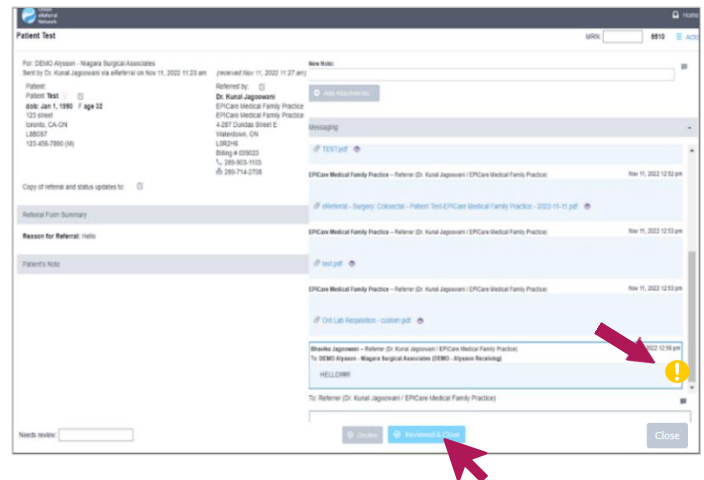 eReferral
Network
Home
Patient Test
MRN:
6610
For: DEMO Alysson - Niagara Surgical Associates
Sent by Dr. Kunal Jagoowani via eReferral on Nov 11, 2022 11:23 am (received Nov 11, 2022 11:27 am)
Patient:
Patient Test
dob: Jan 1, 1990 F age 32
123 street
toronto, CA-ON
123-456-7890 (M)
Referred by:
Dr. Kunal Jagoowani
EPICare Medical Family Practice
EPICare Medical Family Practice
4-287 Dundas Street E
Waterdown, ON
L0R2H6
Billing # 039020
289-903-1103
289-714-2708
Copy of referral and status updates to:
Referral Form Summary
Reason for Referral: Hello
Patient's Note
New Note:
Add Attachments
Messaging
TEST.pdf
EPICare Medical Family Practice – Referrer (Dr. Kunal Jagoowani / EPICare Medical Family Practice) Nov 11, 2022 12:52 pm
eReferral - Surgery: Colorectal - Patient Test-EPICare Medical Family Practice - 2022-11-11.pdf
EPICare Medical Family Practice – Referrer (Dr. Kunal Jagoowani / EPICare Medical Family Practice) Nov 11, 2022 12:53 pm
test.pdf
EPICare Medical Family Practice – Referrer (Dr. Kunal Jagoowani / EPICare Medical Family Practice) Nov 11, 2022 12:53 pm
Ont Lab Requisition - custom.pdf
Bhavika Jagoowani – Referrer (Dr. Kunal Jagoowani / EPICare Medical Family Practice) 2022 12:56 pm
To: DEMO Alysson - Niagara Surgical Associates (DEMO - Alysson Receiving)
HELLO!!!!!!
To: Referrer (Dr. Kunal Jagoowani / EPICare Medical Family Practice)
Needs review:
Decline
Reviewed & Close
Close